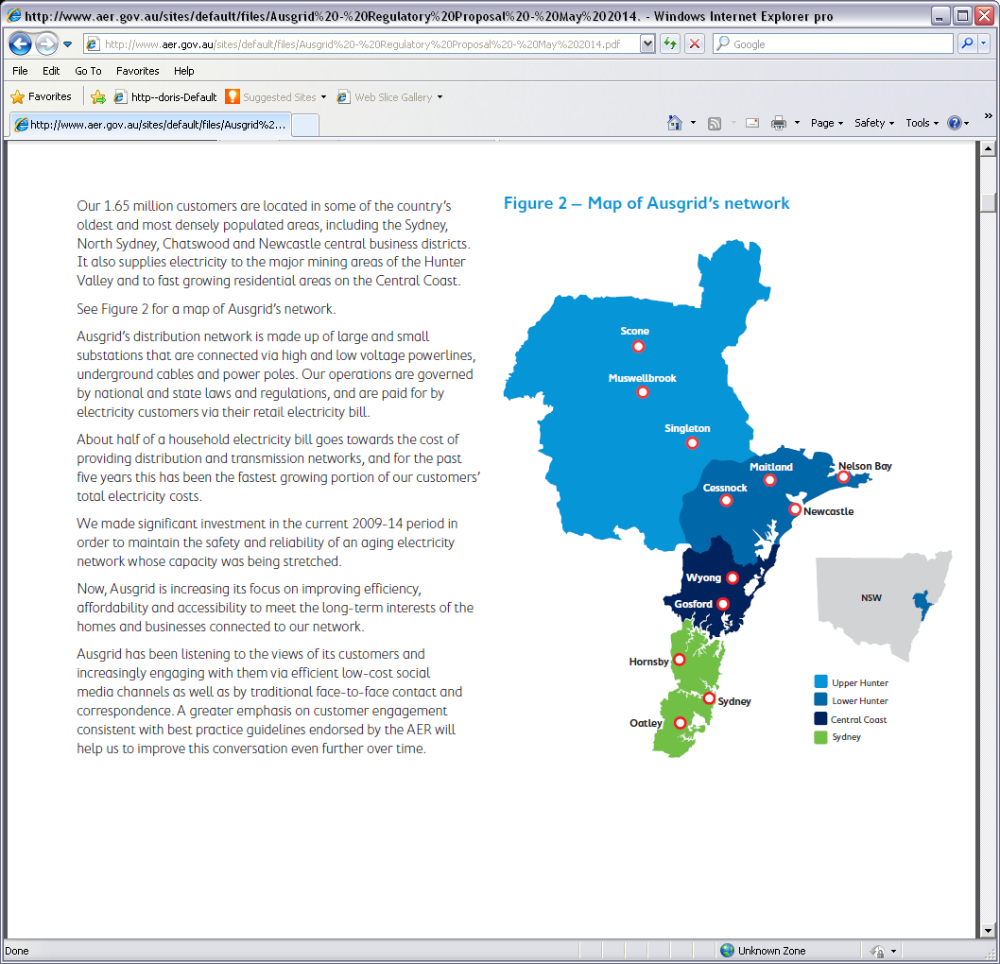 http://www.aer.gov.au/sites/default/files/Ausgrid%20-%20Regulatory%20Proposal%20-%20May%202014. - Windows Internet Explorer pro
http://www.aer.gov.au/sites/default/files/Ausgrid%20-%20Regulatory%20Proposal%20-%20May%202014.pdf
Google
File Edit Go To Favorites Help
Favorites http--doris-Default Suggested Sites Web Slice Gallery
http://www.aer.gov.au/sites/default/files/Ausgrid%2...
Page Safety Tools
Our 1.65 million customers are located in some of the country's
oldest and most densely populated areas, including the Sydney,
North Sydney, Chatswood and Newcastle central business districts.
It also supplies electricity to the major mining areas of the Hunter
Valley and to fast growing residential areas on the Central Coast.
See Figure 2 for a map of Ausgrid's network.
Ausgrid's distribution network is made up of large and small
substations that are connected via high and low voltage powerlines,
underground cables and power poles. Our operations are governed
by national and state laws and regulations, and are paid for by
electricity customers via their retail electricity bill.
About half of a household electricity bill goes towards the cost of
providing distribution and transmission networks, and for the past
five years this has been the fastest growing portion of our customers'
total electricity costs.
We made significant investment in the current 2009-14 period in
order to maintain the safety and reliability of an aging electricity
network whose capacity was being stretched.
Now, Ausgrid is increasing its focus on improving efficiency,
affordability and accessibility to meet the long-term interests of the
homes and businesses connected to our network.
Ausgrid has been listening to the views of its customers and
increasingly engaging with them via efficient low-cost social
media channels as well as by traditional face-to-face contact and
correspondence. A greater emphasis on customer engagement
consistent with best practice guidelines endorsed by the AER will
help us to improve this conversation even further over time.
Figure 2 – Map of Ausgrid's network
Scone
Muswellbrook
Singleton
Maitland
Nelson Bay
Cessnock
Newcastle
Wyong
Gosford
Hornsby
Sydney
Oatley
NSW
Upper Hunter
Lower Hunter
Central Coast
Sydney
Done
Unknown Zone